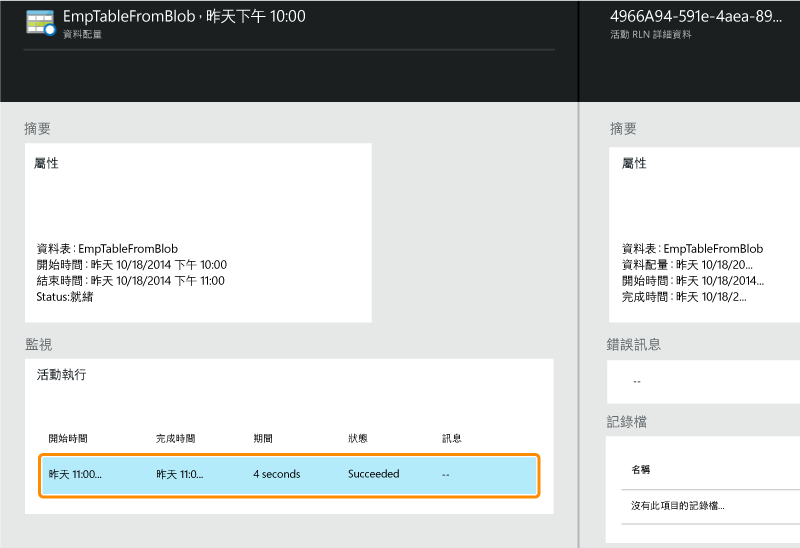 EmpTableFromBlob，昨天下午 10:00
資料配量
摘要
屬性
資料表：EmpTableFromBlob
開始時間：昨天 10/18/2014 下午 10:00
結束時間：昨天 10/18/2014 下午 11:00
Status:就緒
監視
活動執行
開始時間 完成時間 期間 狀態 訊息
昨天 11:00... 昨天 11:0... 4 seconds Succeeded --
4966A94-591e-4aea-89...
活動 RLN 詳細資料
摘要
屬性
資料表：EmpTableFromBlob
資料配量：昨天 10/18/20...
開始時間：昨天 10/18/2014...
完成時間：昨天 10/18/2...
錯誤訊息
--
記錄檔
名稱
沒有此項目的記錄檔...